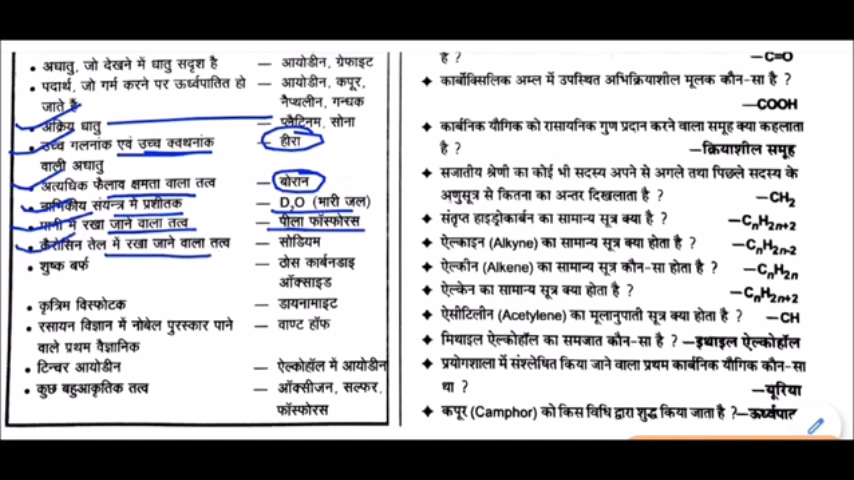 • अधातु, जो देखने में धातु सदृश है — आयोडीन, ग्रेफाइट
• पदार्थ, जो गर्म करने पर ऊर्ध्वपातित हो — आयोडीन, कपूर,
जाते हैं नैफ्थलीन, गन्धक
• अक्रिय धातु — प्लैटिनम, सोना
• उच्च गलनांक एवं उच्च क्वथनांक — हीरा
वाली अधातु
• अत्यधिक फैलाव क्षमता वाला तत्व — बोरान
• नाभिकीय संयन्त्र में प्रशीतक — D₂O (भारी जल)
• पानी में रखा जाने वाला तत्व — पीला फॉस्फोरस
• कैरोसिन तेल में रखा जाने वाला तत्व — सोडियम
• शुष्क बर्फ — ठोस कार्बनडाइ
ऑक्साइड
• कृत्रिम विस्फोटक — डायनामाइट
• रसायन विज्ञान में नोबेल पुरस्कार पाने — वाण्ट हॉफ
वाले प्रथम वैज्ञानिक
• टिन्चर आयोडीन — ऐल्कोहॉल में आयोडीन
• कुछ बहुआकृतिक तत्व — ऑक्सीजन, सल्फर,
फॉस्फोरस
है ? —C=O
✦ कार्बोक्सिलिक अम्ल में उपस्थित अभिक्रियाशील मूलक कौन-सा है ?
—COOH
✦ कार्बनिक यौगिक को रासायनिक गुण प्रदान करने वाला समूह क्या कहलाता
है ? —क्रियाशील समूह
✦ सजातीय श्रेणी का कोई भी सदस्य अपने से अगले तथा पिछले सदस्य के
अणुसूत्र से कितना का अन्तर दिखलाता है ? —CH₂
✦ संतृप्त हाइड्रोकार्बन का सामान्य सूत्र क्या है ? —CₙH₂ₙ₊₂
✦ ऐल्काइन (Alkyne) का सामान्य सूत्र क्या होता है ? —CₙH₂ₙ₋₂
✦ ऐल्कीन (Alkene) का सामान्य सूत्र कौन-सा होता है ? —CₙH₂ₙ
✦ ऐल्केन का सामान्य सूत्र क्या होता है ? —CₙH₂ₙ₊₂
✦ ऐसीटिलीन (Acetylene) का मूलानुपाती सूत्र क्या होता है ? —CH
✦ मिथाइल ऐल्कोहॉल का समजात कौन-सा है ? —इथाइल ऐल्कोहॉल
✦ प्रयोगशाला में संश्लेषित किया जाने वाला प्रथम कार्बनिक यौगिक कौन-सा
था ? —यूरिया
✦ कपूर (Camphor) को किस विधि द्वारा शुद्ध किया जाता है ?—ऊर्ध्वपात